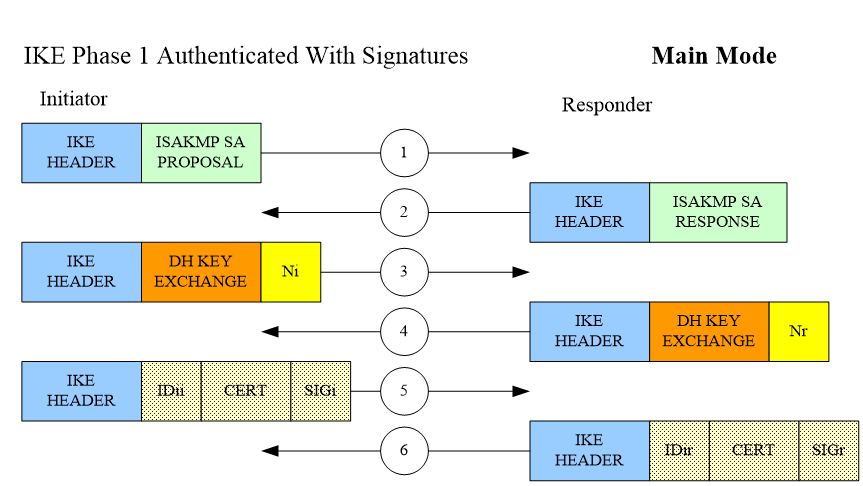 IKE Phase 1 Authenticated With Signatures
Main Mode
Initiator
Responder
IKE
HEADER
ISAKMP SA
PROPOSAL
1
2
IKE
HEADER
ISAKMP SA
RESPONSE
IKE
HEADER
DH KEY
EXCHANGE
Ni
3
4
IKE
HEADER
DH KEY
EXCHANGE
Nr
IKE
HEADER
IDii
CERT
SIGi
5
6
IKE
HEADER
IDir
CERT
SIGr